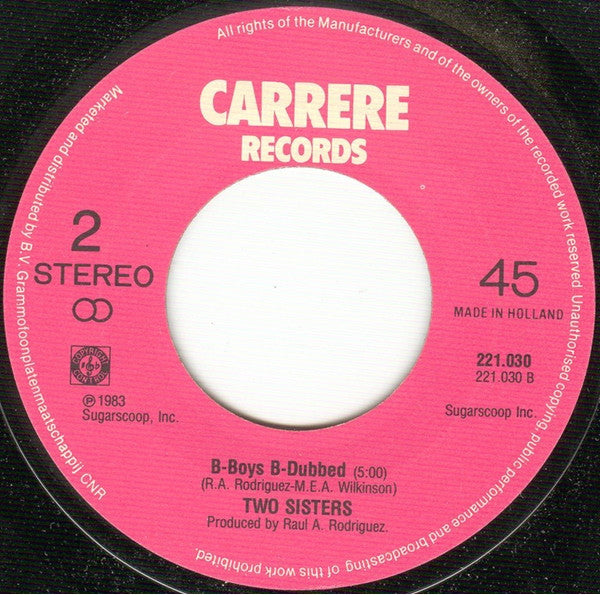 CARRERE
RECORDS
2
STEREO
45
MADE IN HOLLAND
COPYRIGHT
CONTROL
℗ 1983
Sugarscoop, Inc.
221.030
221.030 B
Sugarscoop Inc.
B-Boys B-Dubbed (5:00)
(R.A. Rodriguez-M.E.A. Wilkinson)
TWO SISTERS
Produced by Raul A. Rodriguez.
All rights of the Manufacturers and of the owners of the recorded work reserved. Unauthorised copying, public performance and broadcasting of this work prohibited.
Marketed and distributed by B.V. Grammofoonplatenmaatschappij CNR